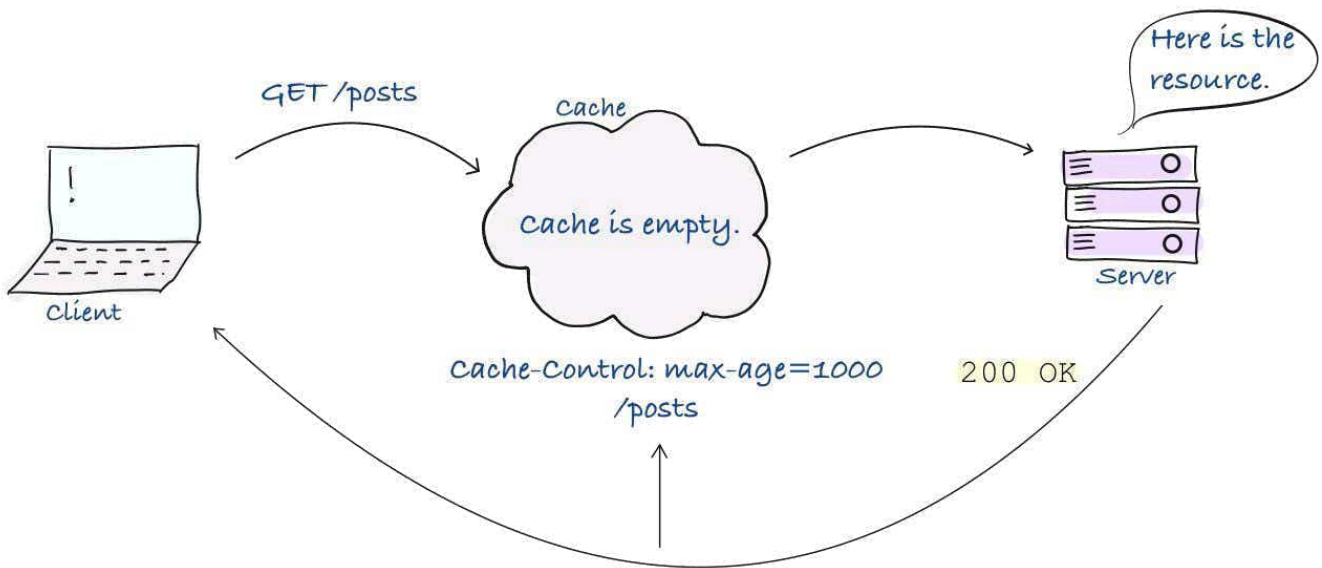 Here is the
resource.
GET /posts
Cache
!
Cache is empty.
Server
Client
Cache-Control: max-age=1000
/posts
200 OK